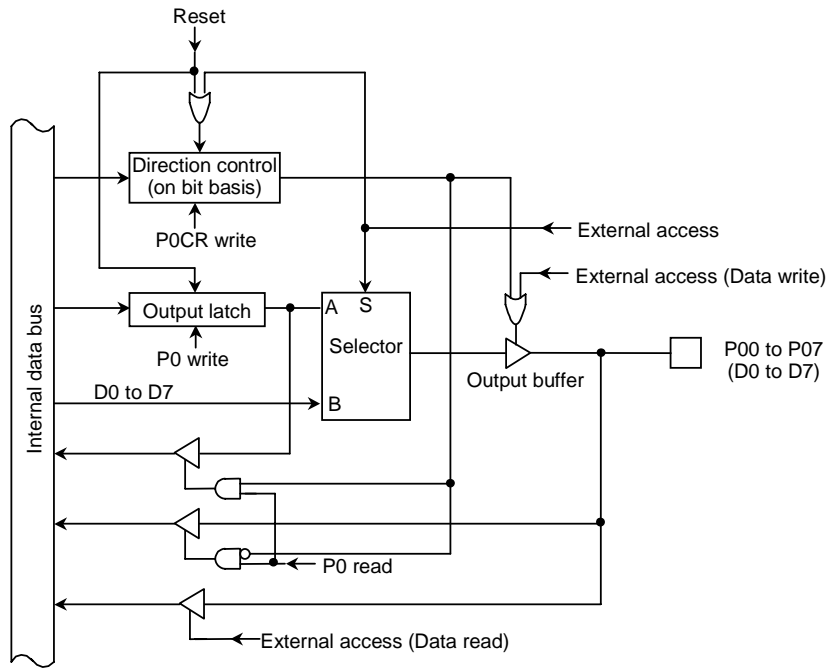 Reset
Direction control
(on bit basis)
P0CR write
External access
External access (Data write)
Output latch
A
S
Selector
P0 write
Output buffer
P00 to P07
(D0 to D7)
D0 to D7
B
Internal data bus
P0 read
External access (Data read)